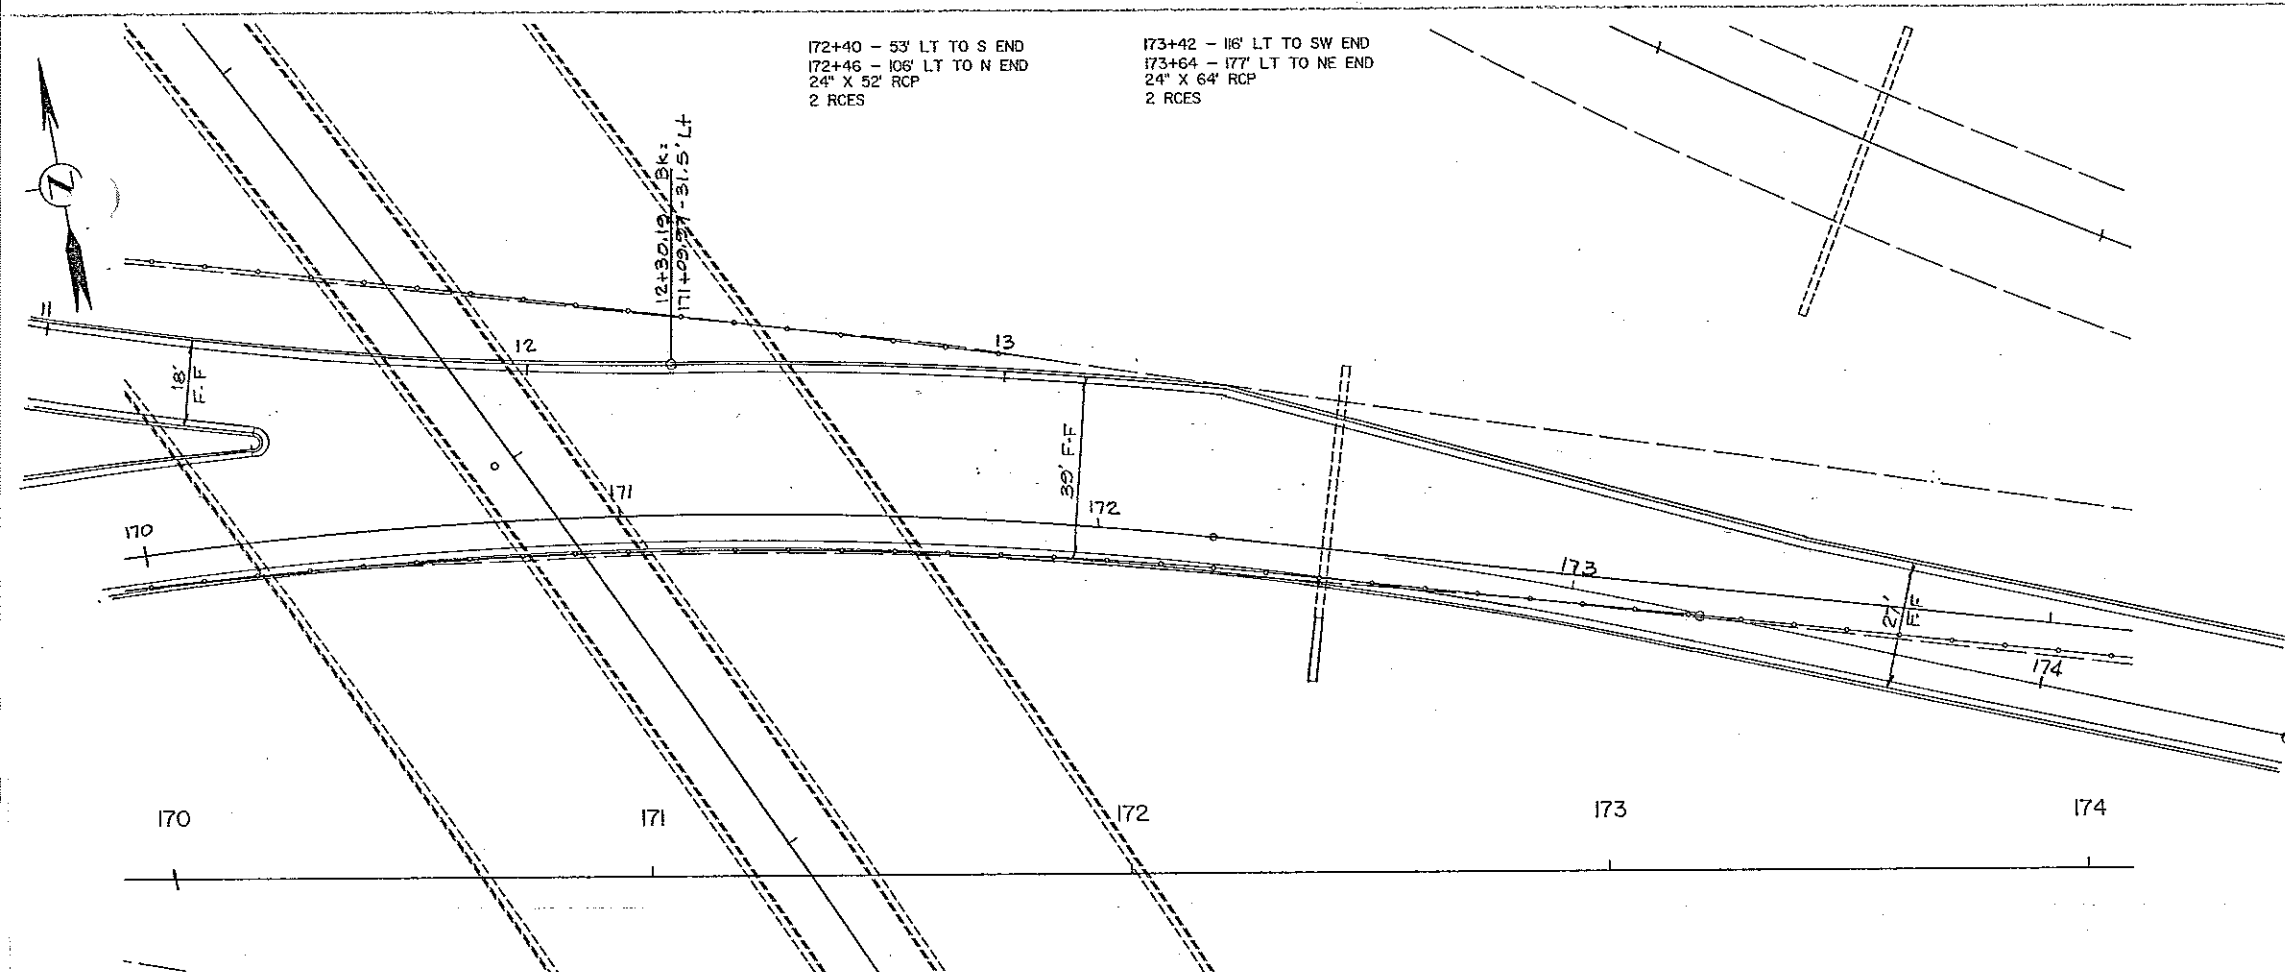 172+40 - 53' LT TO S END
172+46 - 106' LT TO N END
24" X 52' RCP
2 RCES
173+42 - 116' LT TO SW END
173+64 - 177' LT TO NE END
24" X 64' RCP
2 RCES
Z
12+30.19 Bk=
171+09.97 - 31.5' Lt
11
12
13
18'
F.F
39' F-F
170
171
172
173
27'
F.F
174
170
171
172
173
174